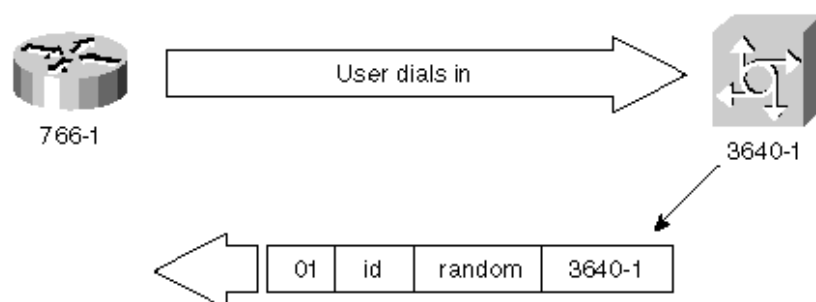 User dials in
766-1
3640-1
01 id random 3640-1